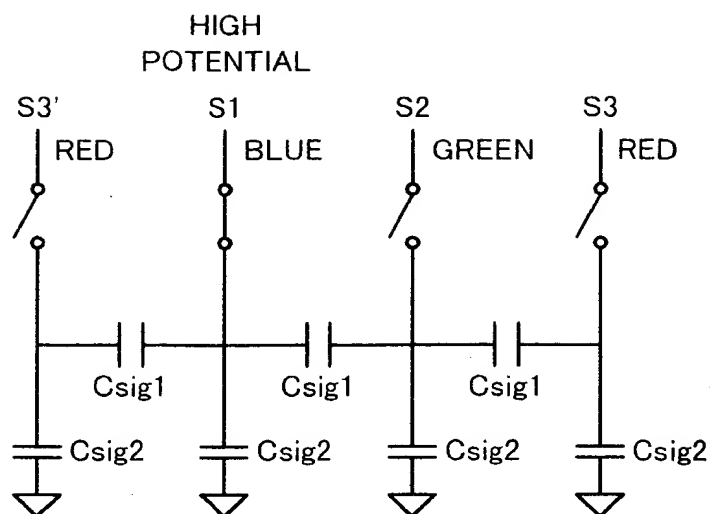 HIGH
POTENTIAL
S3' S1 S2 S3
RED BLUE GREEN RED
Csig1 Csig1 Csig1
Csig2 Csig2 Csig2 Csig2